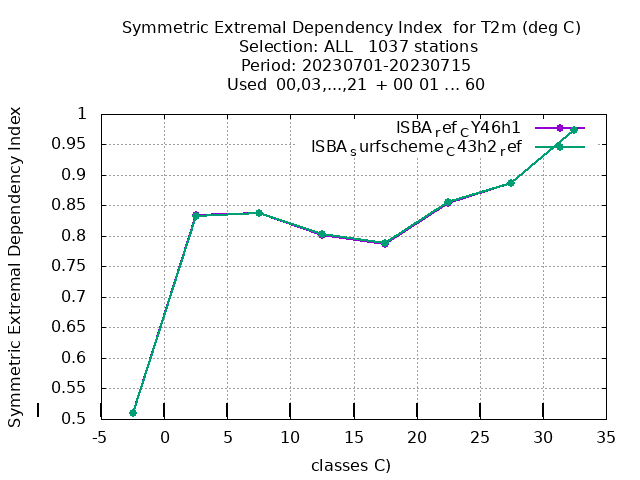 Symmetric Extremal Dependency Index  for T2m (deg C)
Selection: ALL   1037 stations
Period: 20230701-20230715
Used  00,03,...,21  + 00 01 ... 60
Symmetric Extremal Dependency Index
1
0.95
0.9
0.85
0.8
0.75
0.7
0.65
0.6
0.55
0.5
ISBA_ref_CY46h1
ISBA_surfscheme_C43h2_ref
-5 0 5 10 15 20 25 30 35
classes C)